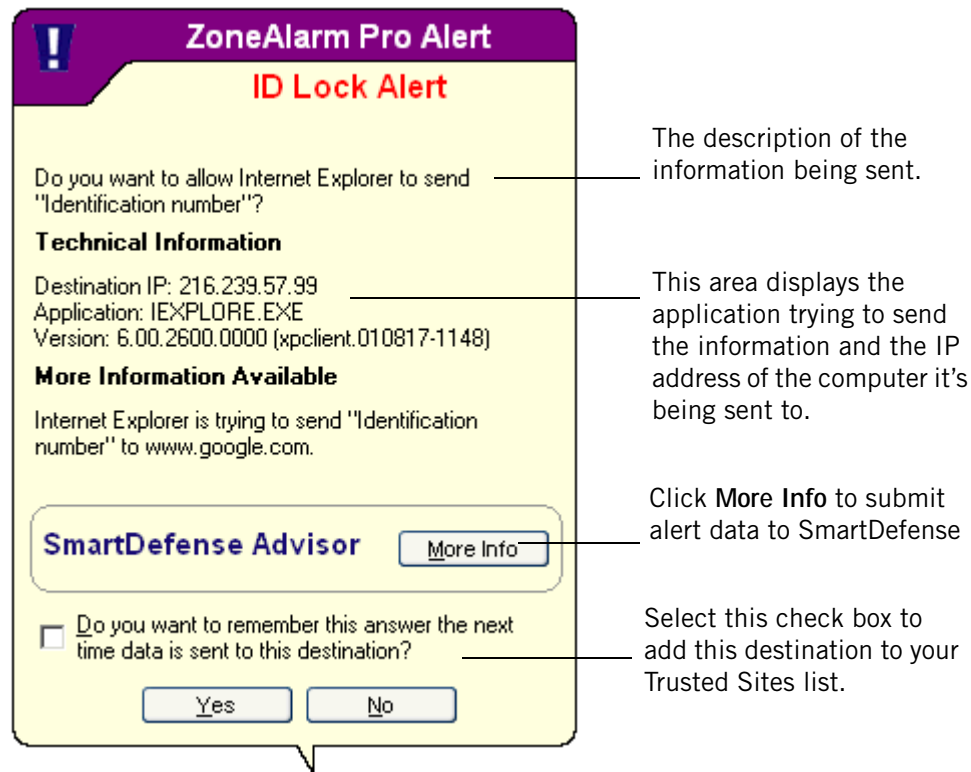 ZoneAlarm Pro Alert
ID Lock Alert
Do you want to allow Internet Explorer to send
"Identification number"?
Technical Information
Destination IP: 216.239.57.99
Application: IEXPLORE.EXE
Version: 6.00.2600.0000 (xpclient.010817-1148)
More Information Available
Internet Explorer is trying to send "Identification
number" to www.google.com.
SmartDefense Advisor
More Info
Do you want to remember this answer the next
time data is sent to this destination?
Yes
No
The description of the
information being sent.
This area displays the
application trying to send
the information and the IP
address of the computer it's
being sent to.
Click More Info to submit
alert data to SmartDefense
Select this check box to
add this destination to your
Trusted Sites list.